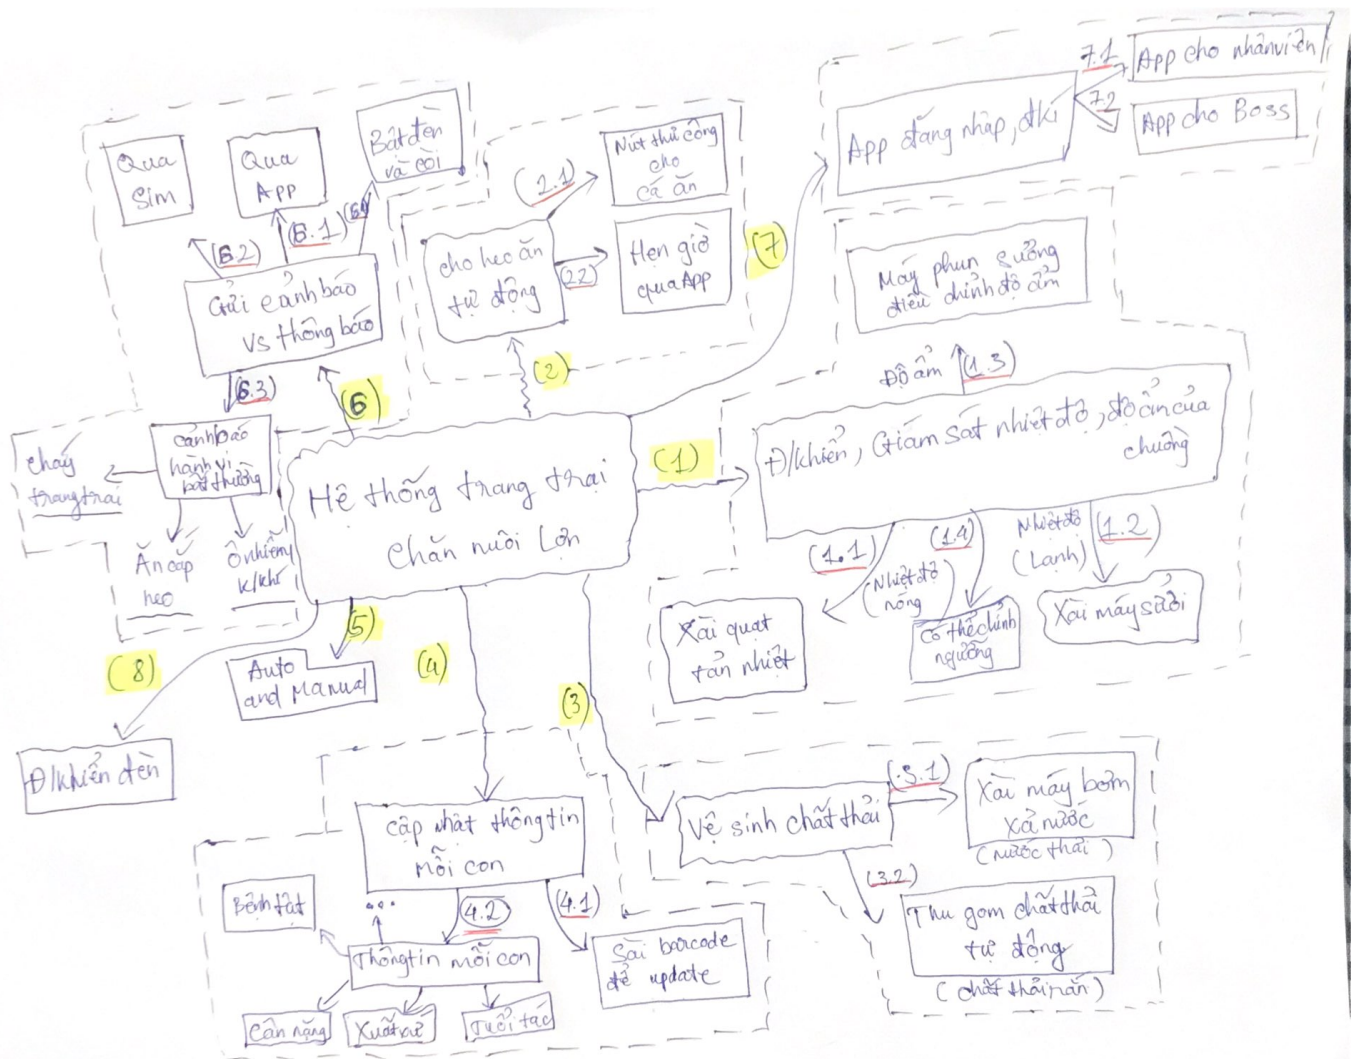 Qua
Sim
Qua
App
Bật đèn
và còi
(6.2)
(6.1)
(6.4)
Gửi cảnh báo
vs thông báo
(6.3)
(6)
cảnh báo
hành vi
bất thường
cháy
trang trại
Ăn cắp
heo
Ô nhiễm
k/khí
cho heo ăn
tự động
(2.1)
(2.2)
Nút thủ công
cho
cá ăn
Hẹn giờ
qua App
(2)
(7)
App đăng nhập, đkí
7.1
App cho nhân viên
7.2
App cho Boss
Hệ thống trang trại
chăn nuôi Lợn
(1)
Máy phun sương
điều chỉnh độ ẩm
Độ ẩm
(1.3)
Đ/khiển, Giám sát nhiệt độ, độ ẩm của
chuồng
(1.1)
(Nhiệt độ
nóng)
(1.4)
Nhiệt độ
(Lạnh)
(1.2)
Xài quạt
tản nhiệt
Có thể chỉnh
ngưỡng
Xài máy sưởi
(8)
Đ/khiển đèn
(5)
Auto
and Manual
(4)
(3)
cập nhật thông tin
mỗi con
(4.2)
(4.1)
...
Bệnh tật
Thông tin mỗi con
Cân nặng
Xuất xứ
Tuổi tác
Sài barcode
để update
Vệ sinh chất thải
(3.1)
Xài máy bơm
xả nước
(nước thải)
(3.2)
Thu gom chất thải
tự động
(chất thải rắn)